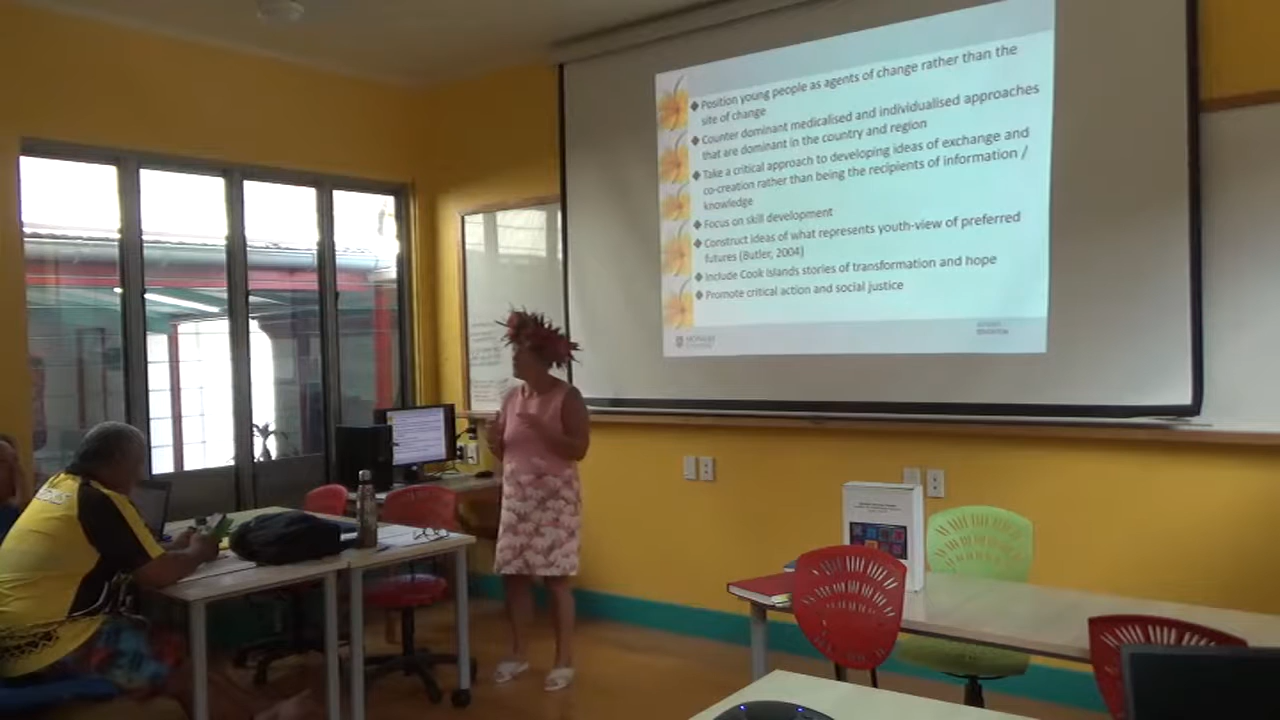 Position young people as agents of change rather than the
site of change
Counter dominant medicalised and individualised approaches
that are dominant in the country and region
Take a critical approach to developing ideas of exchange and
co-creation rather than being the recipients of information /
knowledge
Focus on skill development
Construct ideas of what represents youth-view of preferred
futures (Butler, 2004)
Include Cook Islands stories of transformation and hope
Promote critical action and social justice
MONASH
EDUCATION